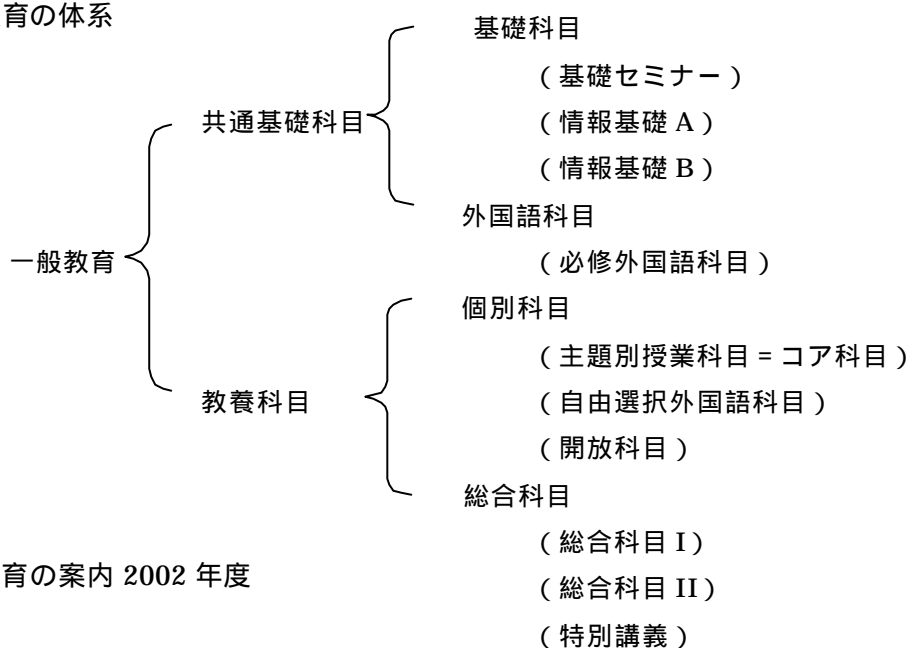 育の体系
基礎科目
（基礎セミナー）
共通基礎科目
（情報基礎 A）
（情報基礎 B）
外国語科目
一般教育
（必修外国語科目）
個別科目
（主題別授業科目 = コア科目）
教養科目
（自由選択外国語科目）
（開放科目）
総合科目
（総合科目 I）
育の案内 2002 年度
（総合科目 II）
（特別講義）